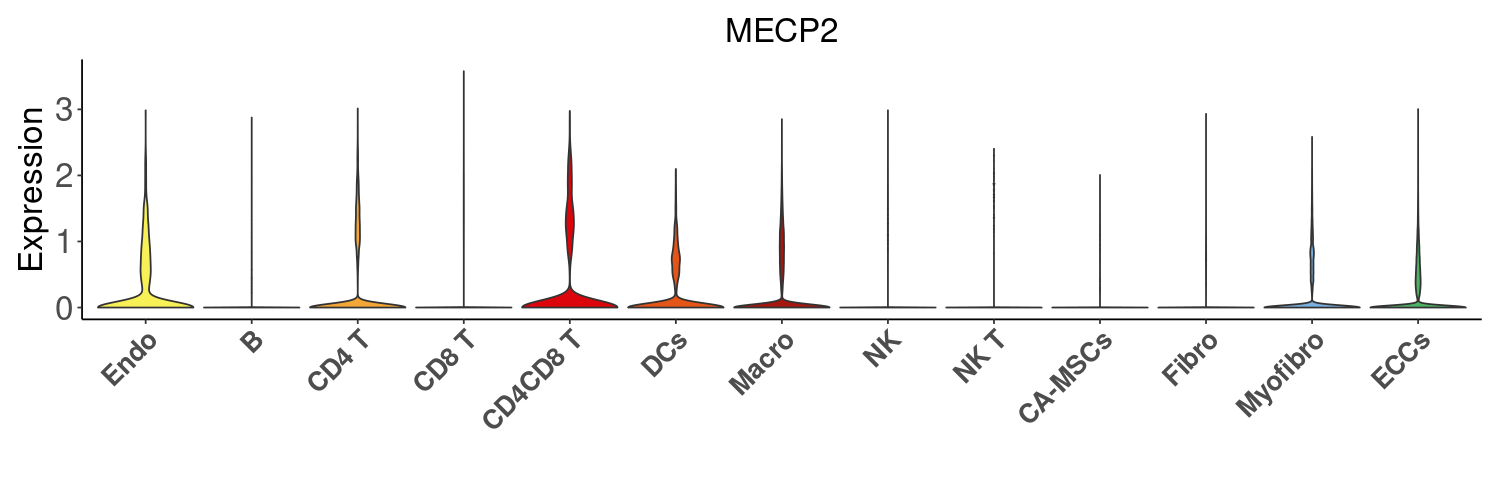 MECP2
Expression
3
2
1
0
Endo
B
CD4 T
CD8 T
CD4CD8 T
DCs
Macro
NK
NK T
CA-MSCs
Fibro
Myofibro
ECCs